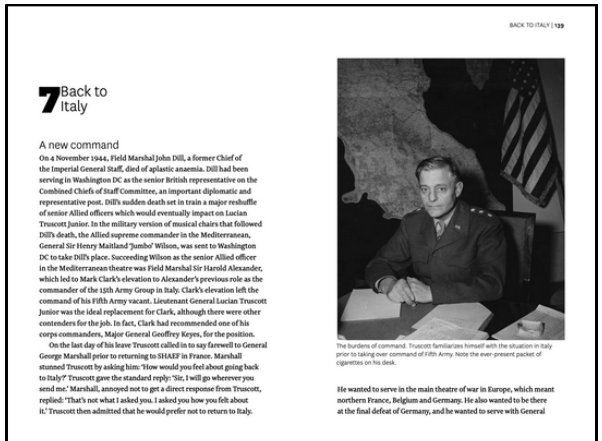 BACK TO ITALY | 139
7 Back to
Italy
A new command
On 4 November 1944, Field Marshal John Dill, a former Chief of
the Imperial General Staff, died of aplastic anaemia. Dill had been
serving in Washington DC as the senior British representative on the
Combined Chiefs of Staff Committee, an important diplomatic and
representative post. Dill's sudden death set in train a major reshuffle
of senior Allied officers which would eventually impact on Lucian
Truscott Junior. In the military version of musical chairs that followed
Dill's death, the Allied supreme commander in the Mediterranean,
General Sir Henry Maitland 'Jumbo' Wilson, was sent to Washington
DC to take Dill's place. Succeeding Wilson as the senior Allied officer
in the Mediterranean theatre was Field Marshal Sir Harold Alexander,
which led to Mark Clark's elevation to Alexander's previous role as the
commander of the 15th Army Group in Italy. Clark's elevation left the
command of his Fifth Army vacant. Lieutenant General Lucian Truscott
Junior was the ideal replacement for Clark, although there were other
contenders for the job. In fact, Clark had recommended one of his
corps commanders, Major General Geoffrey Keyes, for the position.
On the last day of his leave Truscott called in to say farewell to General
George Marshall prior to returning to SHAEF in France. Marshall
stunned Truscott by asking him: 'How would you feel about going back
to Italy?' Truscott gave the standard reply: 'Sir, I will go wherever you
send me.' Marshall, annoyed not to get a direct response from Truscott,
replied: 'That's not what I asked you. I asked you how you felt about
it.' Truscott then admitted that he would prefer not to return to Italy.
The burdens of command. Truscott familiarizes himself with the situation in Italy
prior to taking over command of Fifth Army. Note the ever-present packet of
cigarettes on his desk.
He wanted to serve in the main theatre of war in Europe, which meant
northern France, Belgium and Germany. He also wanted to be there
at the final defeat of Germany, and he wanted to serve with General